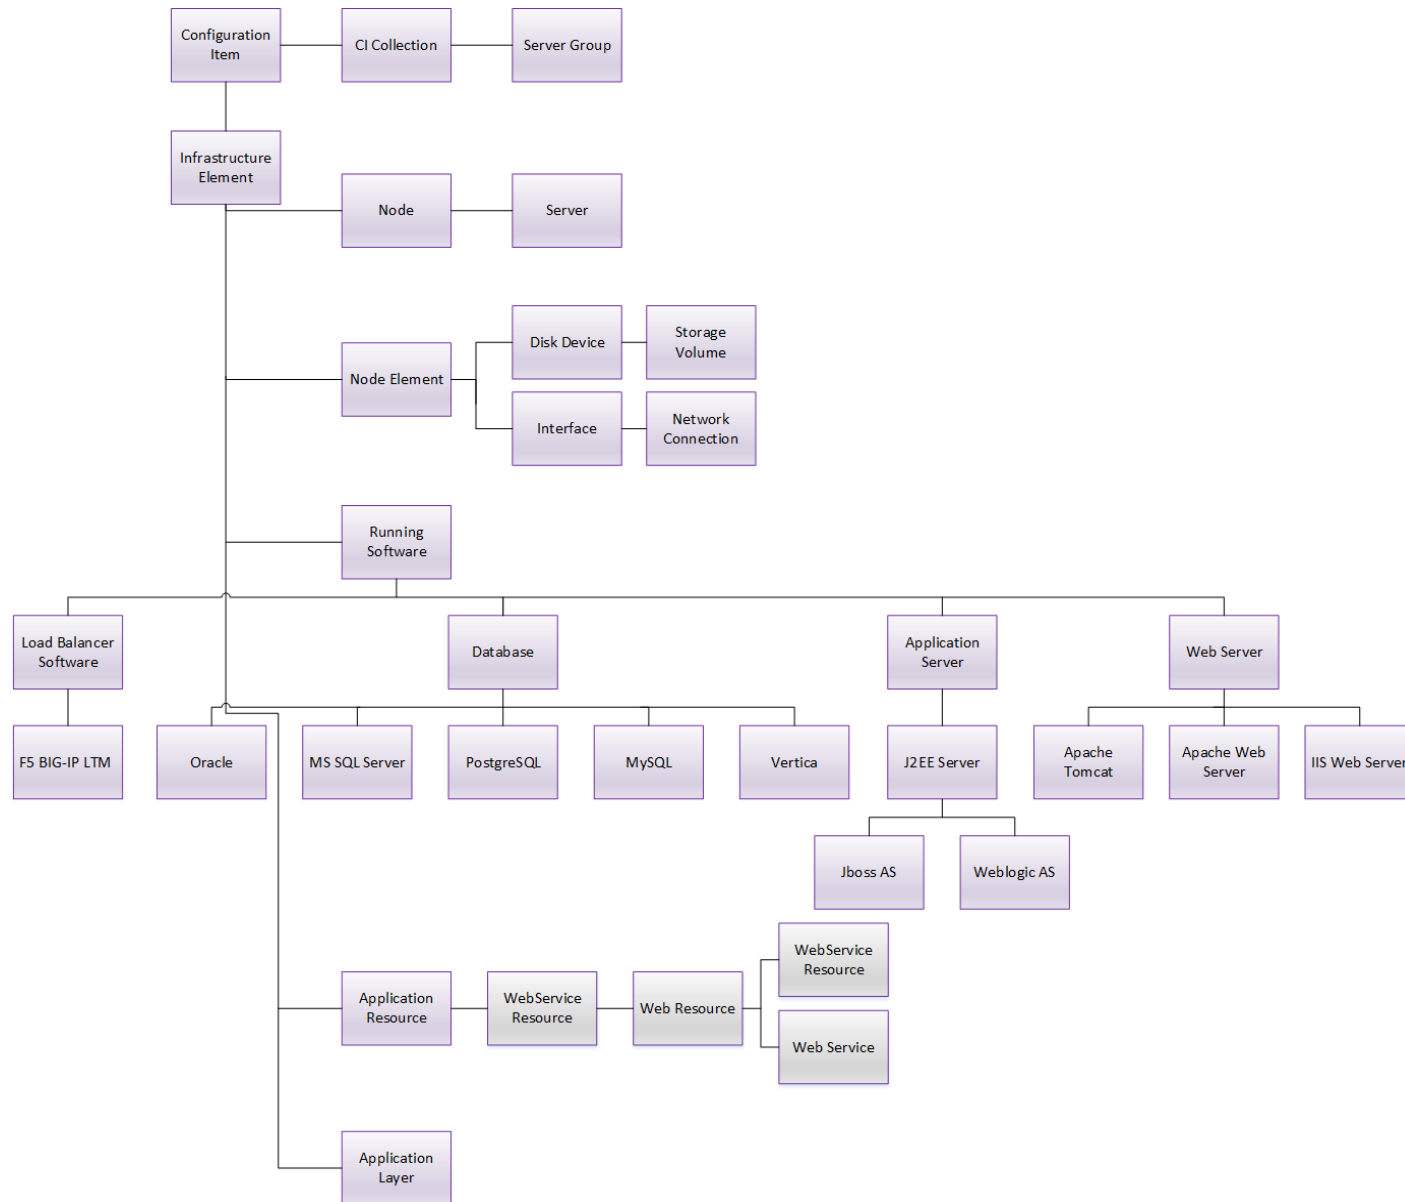 Configuration
Item
CI Collection
Server Group
Infrastructure
Element
Node
Server
Disk Device
Storage
Volume
Node Element
Interface
Network
Connection
Running
Software
Load Balancer
Software
Database
Application
Server
Web Server
F5 BIG-IP LTM
Oracle
MS SQL Server
PostgreSQL
MySQL
Vertica
J2EE Server
Apache
Tomcat
Apache Web
Server
IIS Web Server
Jboss AS
Weblogic AS
Application
Resource
WebService
Resource
Web Resource
WebService
Resource
Web Service
Application
Layer